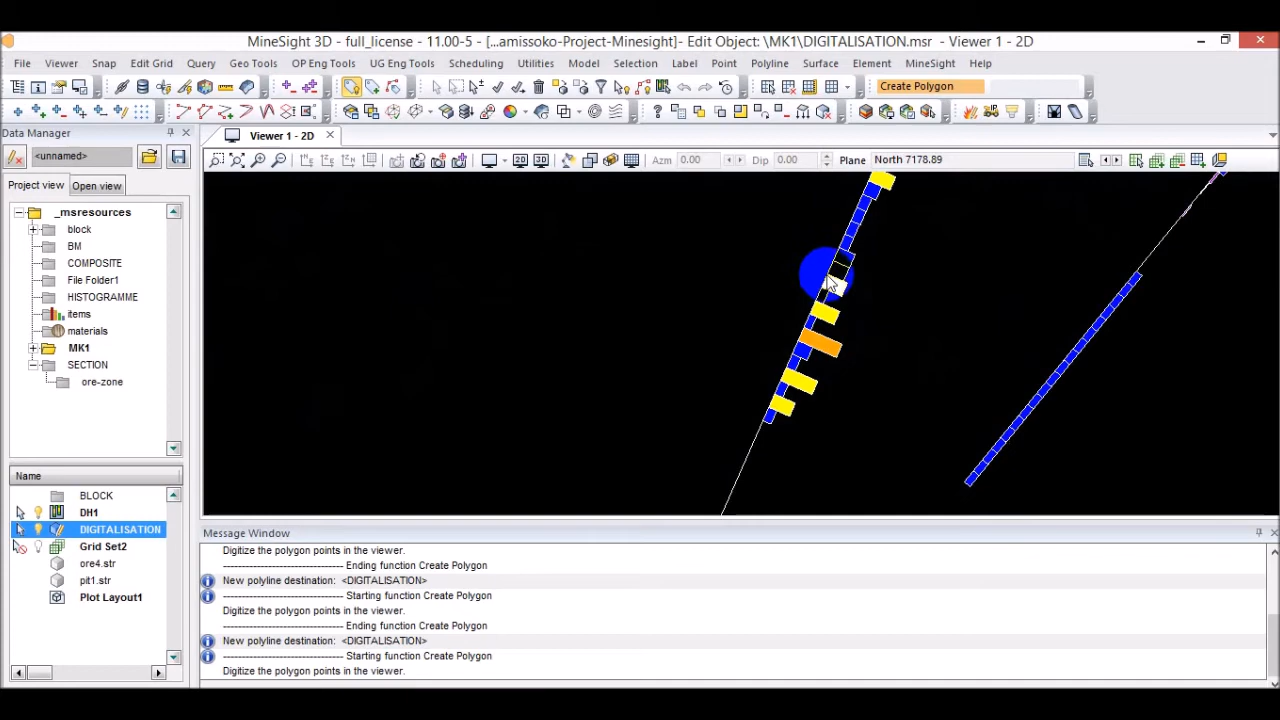 MineSight 3D - full_license - 11.00-5 - [...amissoko-Project-Minesight]- Edit Object: \MK1\DIGITALISATION.msr - Viewer 1 - 2D
File Viewer Snap Edit Grid Query Geo Tools OP Eng Tools UG Eng Tools Scheduling Utilities Model Selection Label Point Polyline Surface Element MineSight Help
Create Polygon
Data Manager
Viewer 1 - 2D
<unnamed>
2D 3D Azm 0.00 Dip 0.00 Plane North 7178.89
Project view Open view
_msresources
block
BM
COMPOSITE
File Folder1
HISTOGRAMME
items
materials
MK1
SECTION
ore-zone
Name
BLOCK
DH1
DIGITALISATION
Grid Set2
ore4.str
pit1.str
Plot Layout1
Message Window
Digitize the polygon points in the viewer.
------------------------------ Ending function Create Polygon
New polyline destination: <DIGITALISATION>
------------------------------ Starting function Create Polygon
Digitize the polygon points in the viewer.
------------------------------ Ending function Create Polygon
New polyline destination: <DIGITALISATION>
------------------------------ Starting function Create Polygon
Digitize the polygon points in the viewer.